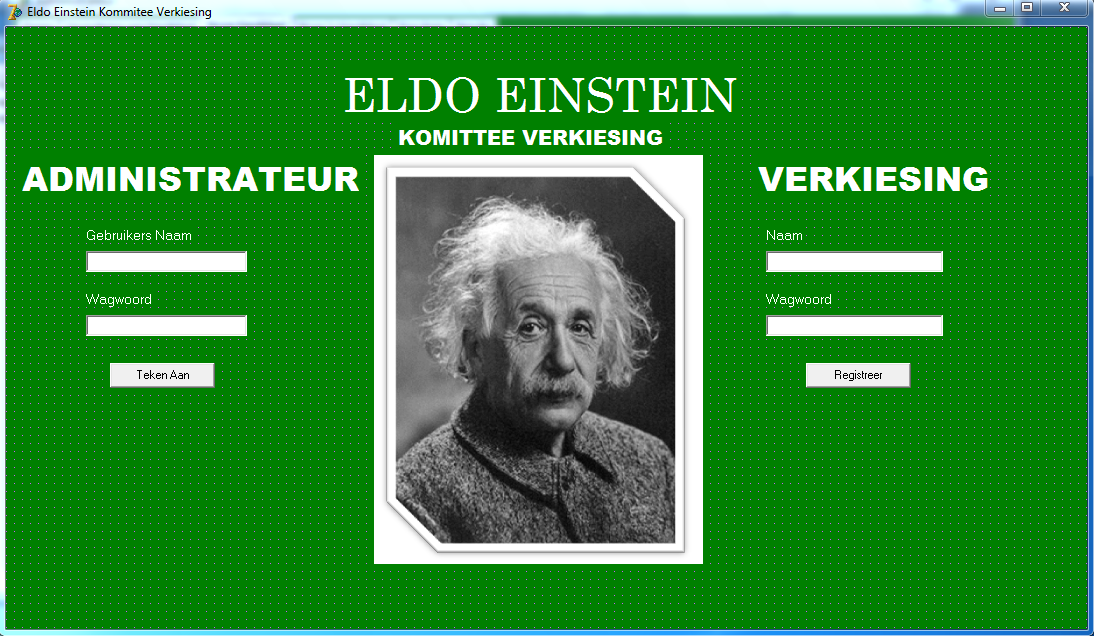 Eldo Einstein Kommitee Verkiesing
ELDO EINSTEIN
KOMITTEE VERKIESING
ADMINISTRATEUR
Gebruikers Naam
Wagwoord
Teken Aan
VERKIESING
Naam
Wagwoord
Registreer